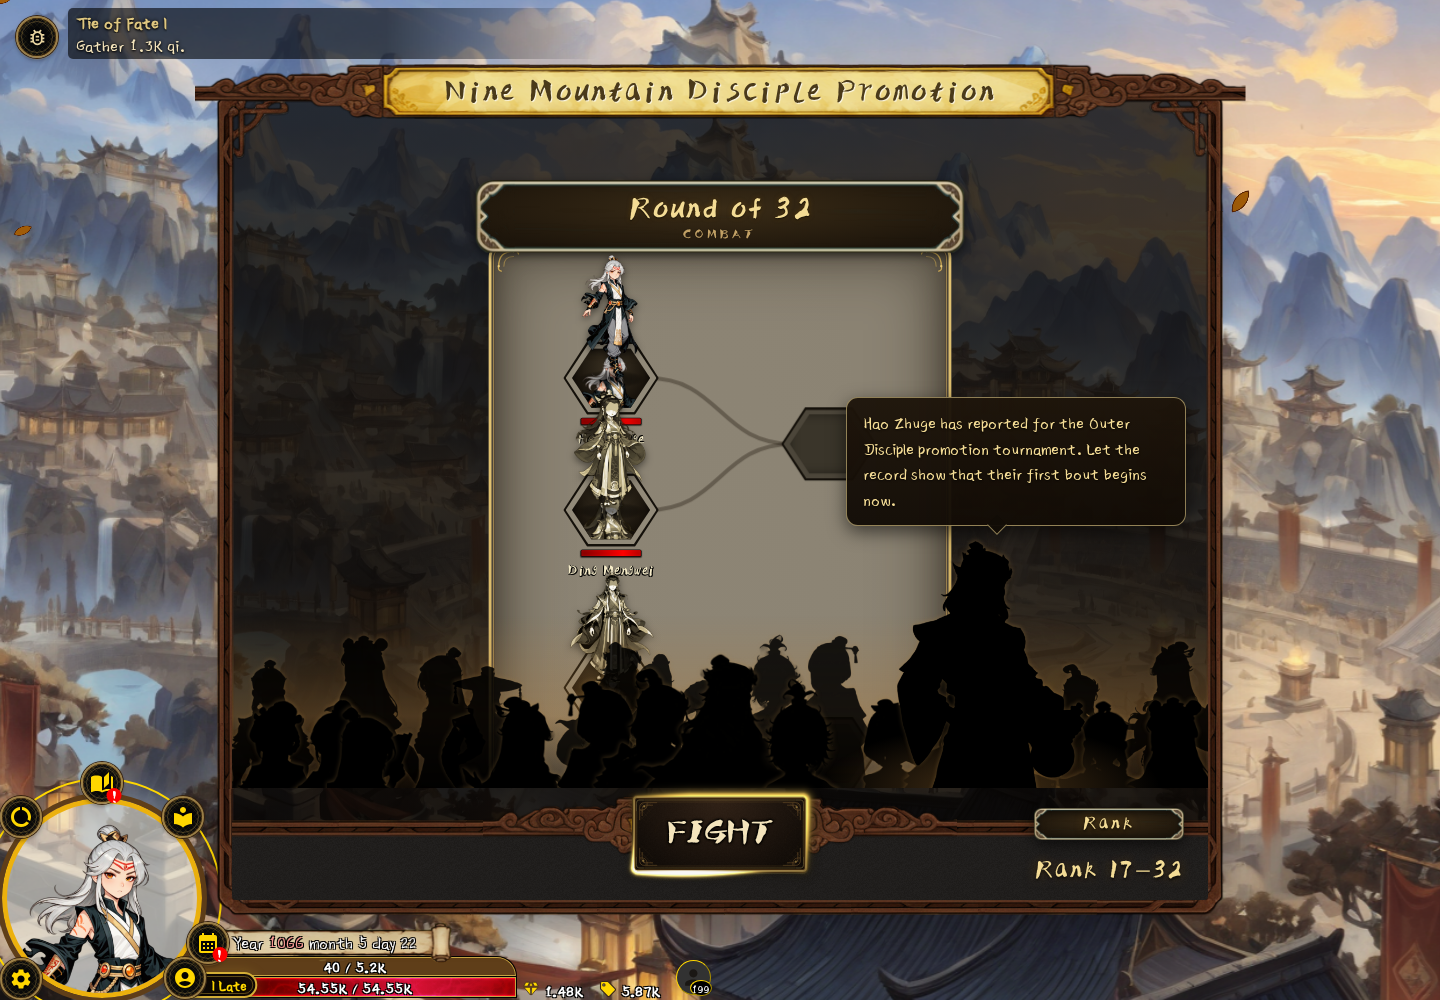 Tie of Fate I
Gather 1.3K qi.
Nine Mountain Disciple Promotion
Round of 32
COMBAT
Hao Zhuge has reported for the Outer
Disciple promotion tournament. Let the
record show that their first bout begins
now.
Ding Mengwei
FIGHT
Rank
Rank 17-32
Year 1066 month 5 day 22
40 / 5.2K
I Late
54.55K / 54.55K
1.48K
5.87K
199